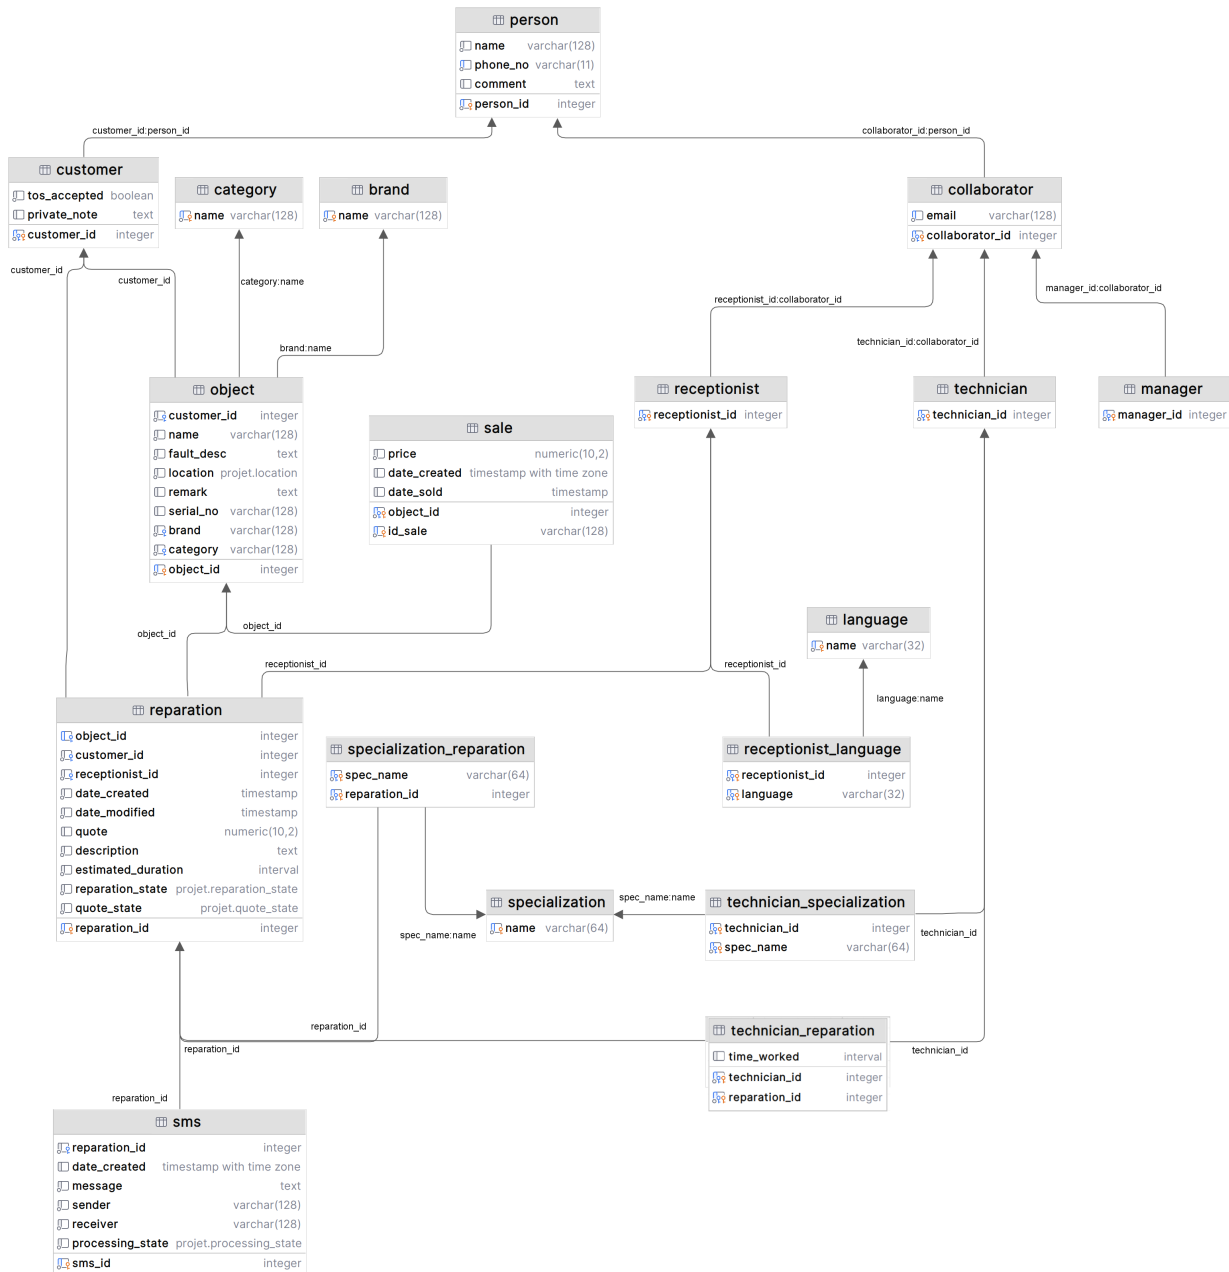 person
name varchar(128)
phone_no varchar(11)
comment text
person_id integer
customer_id:person_id
collaborator_id:person_id
customer
tos_accepted boolean
private_note text
customer_id integer
category
name varchar(128)
brand
name varchar(128)
collaborator
email varchar(128)
collaborator_id integer
customer_id
customer_id
category:name
brand:name
receptionist_id:collaborator_id
technician_id:collaborator_id
manager_id:collaborator_id
object
customer_id integer
name varchar(128)
fault_desc text
location projet.location
remark text
serial_no varchar(128)
brand varchar(128)
category varchar(128)
object_id integer
sale
price numeric(10,2)
date_created timestamp with time zone
date_sold timestamp
object_id integer
id_sale varchar(128)
receptionist
receptionist_id integer
technician
technician_id integer
manager
manager_id integer
object_id
object_id
receptionist_id
receptionist_id
language
name varchar(32)
language:name
reparation
object_id integer
customer_id integer
receptionist_id integer
date_created timestamp
date_modified timestamp
quote numeric(10,2)
description text
estimated_duration interval
reparation_state projet.reparation_state
quote_state projet.quote_state
reparation_id integer
specialization_reparation
spec_name varchar(64)
reparation_id integer
receptionist_language
receptionist_id integer
language varchar(32)
specialization
name varchar(64)
spec_name:name
spec_name:name
technician_specialization
technician_id integer
spec_name varchar(64)
technician_id
reparation_id
reparation_id
reparation_id
technician_reparation
time_worked interval
technician_id integer
reparation_id integer
technician_id
sms
reparation_id integer
date_created timestamp with time zone
message text
sender varchar(128)
receiver varchar(128)
processing_state projet.processing_state
sms_id integer